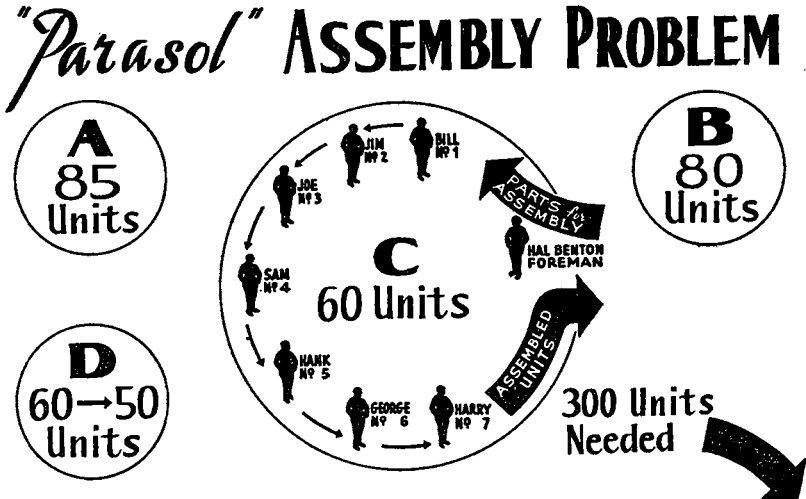 "Parasol" ASSEMBLY PROBLEM
A
85
Units
BILL
Nº 1
JIM
Nº 2
JOE
Nº 3
SAM
Nº 4
HANK
Nº 5
GEORGE
Nº 6
HARRY
Nº 7
C
60 Units
PARTS for
ASSEMBLY
HAL BENTON
FOREMAN
ASSEMBLED
UNITS
B
80
Units
D
60→50
Units
300 Units
Needed